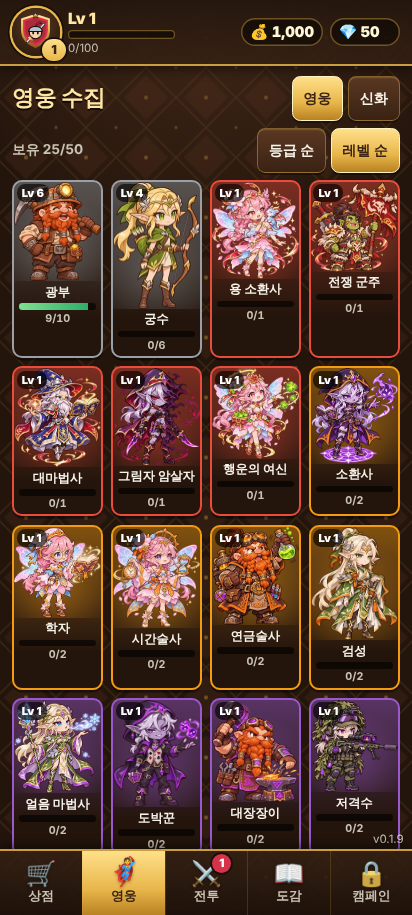 Lv 1
1
0/100
1,000
50
영웅 수집
영웅
신화
보유 25/50
등급 순
레벨 순
Lv 6
광부
9/10
Lv 4
궁수
0/6
Lv 1
용 소환사
0/1
Lv 1
전쟁 군주
0/1
Lv 1
대마법사
0/1
Lv 1
그림자 암살자
0/1
Lv 1
행운의 여신
0/1
Lv 1
소환사
0/2
Lv 1
학자
0/2
Lv 1
시간술사
0/2
Lv 1
연금술사
0/2
Lv 1
검성
0/2
Lv 1
얼음 마법사
0/2
Lv 1
도박꾼
0/2
Lv 1
대장장이
0/2
Lv 1
저격수
0/2
v0.1.9
상점
영웅
1
전투
도감
캠페인